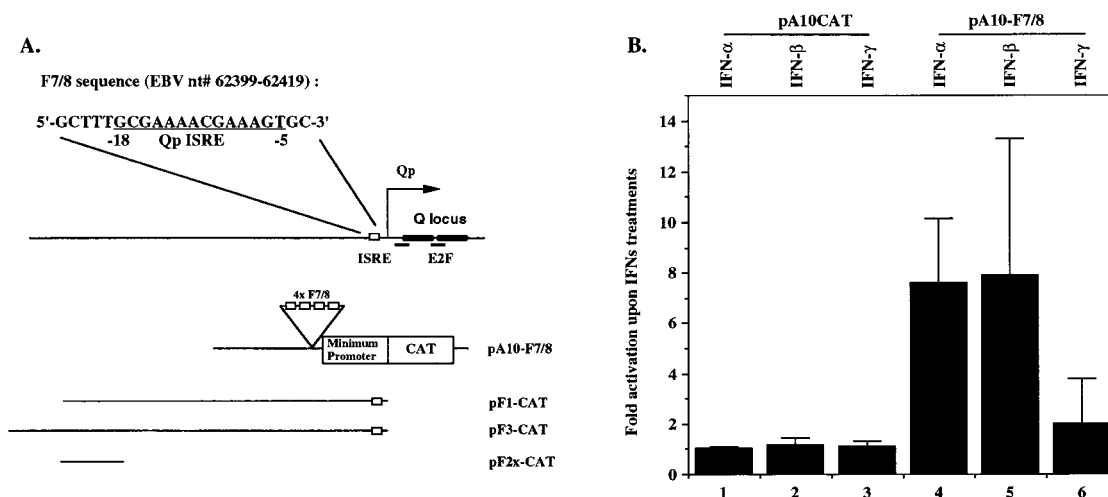 A.
F7/8 sequence (EBV nt# 62399-62419) :
5'-GCTTTGCGAAAACGAAAGTGC-3'
-18 Qp ISRE -5
Qp
Q locus
ISRE E2F
4x F7/8
Minimum Promoter
CAT
pA10-F7/8
pF1-CAT
pF3-CAT
pF2x-CAT
B.
pA10CAT pA10-F7/8
IFN-α IFN-β IFN-γ IFN-α IFN-β IFN-γ
Fold activation upon IFNs treatments
14
12
10
8
6
4
2
0
1 2 3 4 5 6